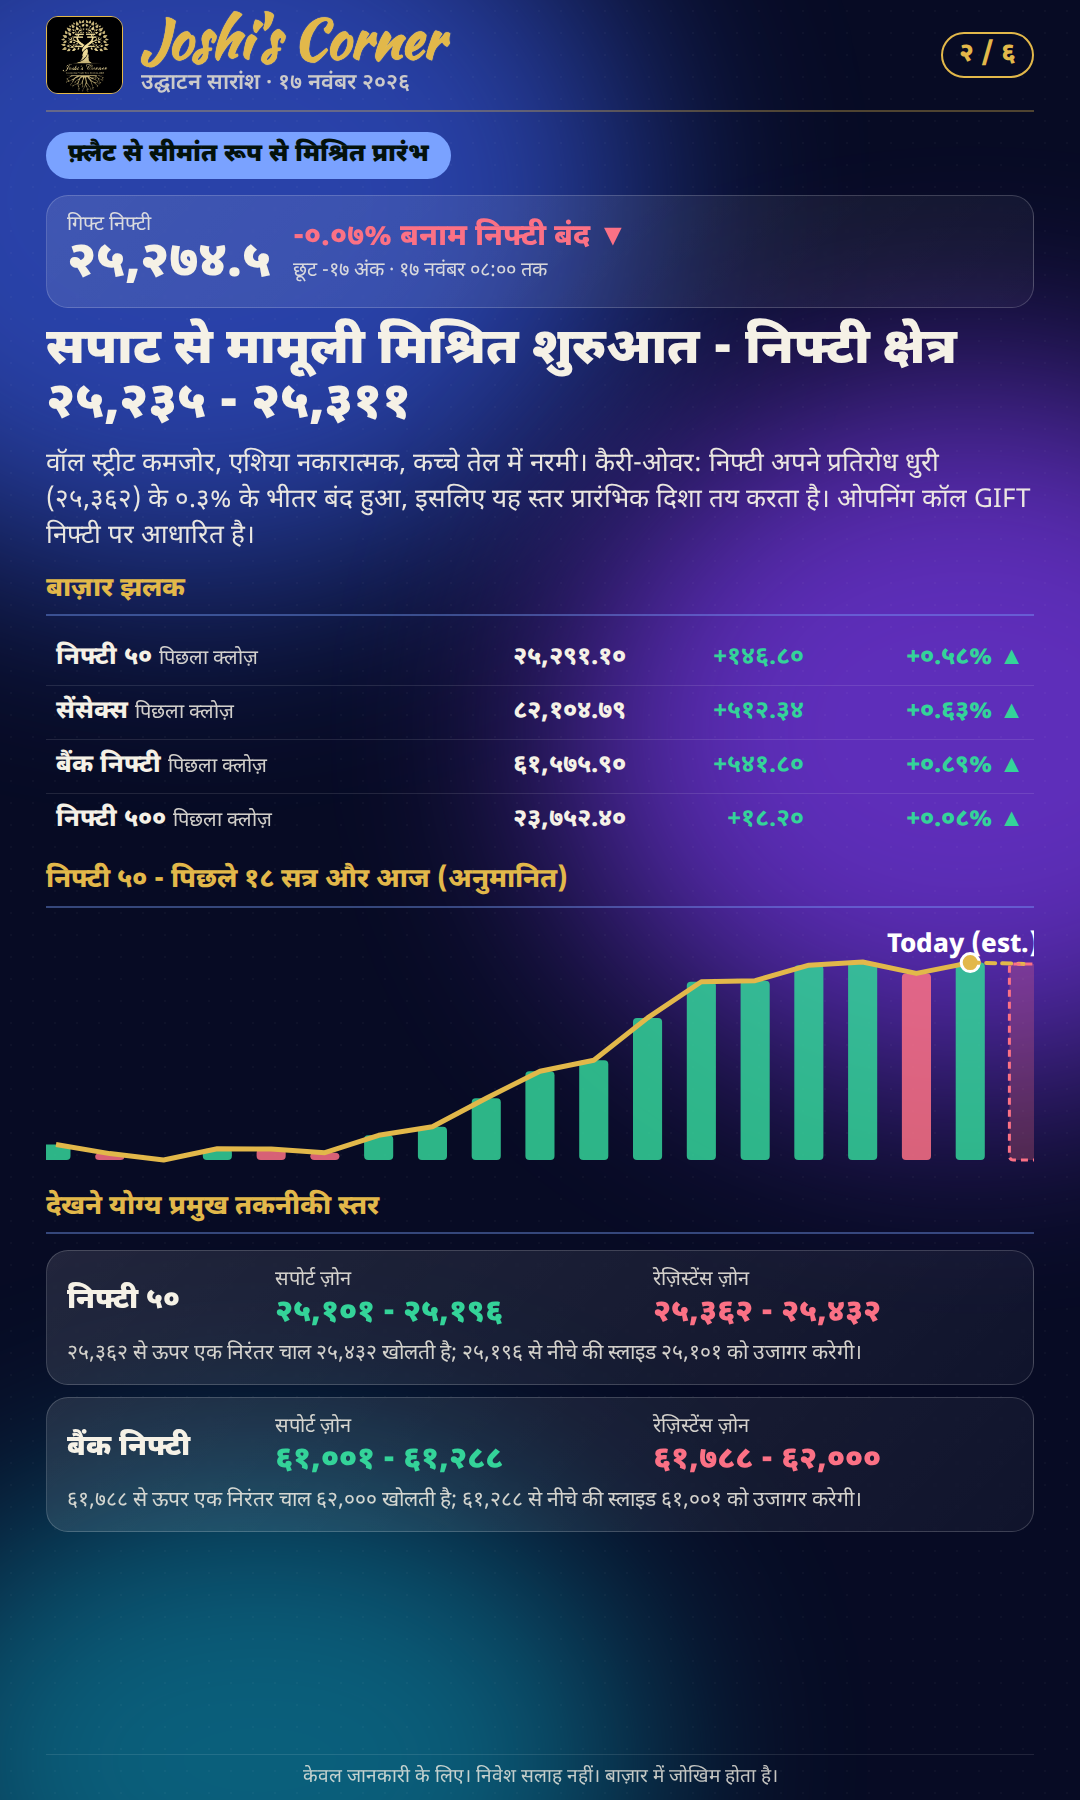 Joshi's Corner
Joshi's Corner
उद्घाटन सारांश · १७ नवंबर २०२६
२ / ६
फ़्लैट से सीमांत रूप से मिश्रित प्रारंभ
गिफ्ट निफ्टी
२५,२७४.५
-०.०७% बनाम निफ्टी बंद ▼
छूट -१७ अंक · १७ नवंबर ०८:०० तक
सपाट से मामूली मिश्रित शुरुआत - निफ्टी क्षेत्र
२५,२३५ - २५,३११
वॉल स्ट्रीट कमजोर, एशिया नकारात्मक, कच्चे तेल में नरमी। कैरी-ओवर: निफ्टी अपने प्रतिरोध धुरी
(२५,३६२) के ०.३% के भीतर बंद हुआ, इसलिए यह स्तर प्रारंभिक दिशा तय करता है। ओपनिंग कॉल GIFT
निफ्टी पर आधारित है।
बाज़ार झलक
निफ्टी ५० पिछला क्लोज़ २५,२९१.१० +१४६.८० +०.५८% ▲
सेंसेक्स पिछला क्लोज़ ८२,१०४.७९ +५१२.३४ +०.६३% ▲
बैंक निफ्टी पिछला क्लोज़ ६१,५७५.९० +५४१.८० +०.८९% ▲
निफ्टी ५०० पिछला क्लोज़ २३,७५२.४० +१८.२० +०.०८% ▲
निफ्टी ५० - पिछले १८ सत्र और आज (अनुमानित)
Today (est.)
देखने योग्य प्रमुख तकनीकी स्तर
निफ्टी ५०
सपोर्ट ज़ोन
२५,१०१ - २५,१९६
रेज़िस्टेंस ज़ोन
२५,३६२ - २५,४३२
२५,३६२ से ऊपर एक निरंतर चाल २५,४३२ खोलती है; २५,१९६ से नीचे की स्लाइड २५,१०१ को उजागर करेगी।
बैंक निफ्टी
सपोर्ट ज़ोन
६१,००१ - ६१,२८८
रेज़िस्टेंस ज़ोन
६१,७८८ - ६२,०००
६१,७८८ से ऊपर एक निरंतर चाल ६२,००० खोलती है; ६१,२८८ से नीचे की स्लाइड ६१,००१ को उजागर करेगी।
केवल जानकारी के लिए। निवेश सलाह नहीं। बाज़ार में जोखिम होता है।